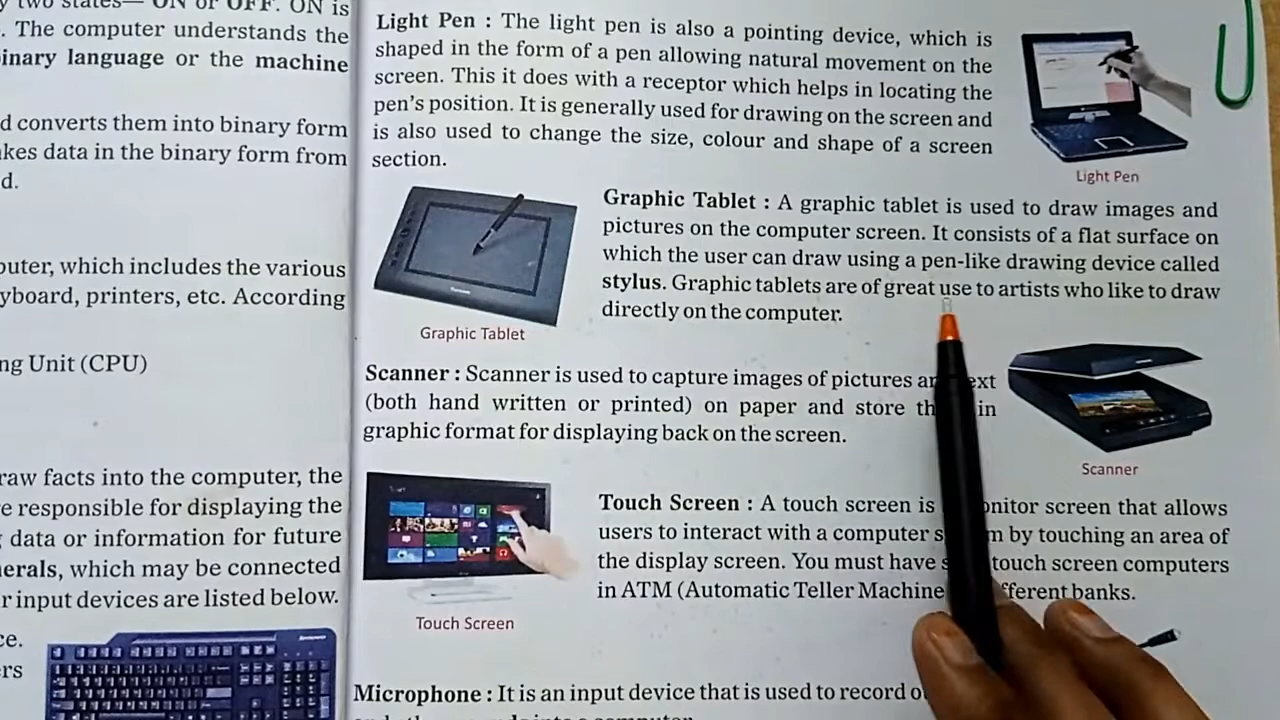 y two states— ON or OFF. ON is
. The computer understands the
inary language or the machine
d converts them into binary form
akes data in the binary form from
d.
outer, which includes the various
yboard, printers, etc. According
ng Unit (CPU)
raw facts into the computer, the
e responsible for displaying the
data or information for future
herals, which may be connected
r input devices are listed below.
ce.
ers
Light Pen : The light pen is also a pointing device, which is
shaped in the form of a pen allowing natural movement on the
screen. This it does with a receptor which helps in locating the
pen's position. It is generally used for drawing on the screen and
is also used to change the size, colour and shape of a screen
section.
Light Pen
Graphic Tablet : A graphic tablet is used to draw images and
pictures on the computer screen. It consists of a flat surface on
which the user can draw using a pen-like drawing device called
stylus. Graphic tablets are of great use to artists who like to draw
directly on the computer.
Graphic Tablet
Scanner : Scanner is used to capture images of pictures an ext
(both hand written or printed) on paper and store th in
graphic format for displaying back on the screen.
Scanner
Touch Screen : A touch screen is onitor screen that allows
users to interact with a computer s m by touching an area of
the display screen. You must have s touch screen computers
in ATM (Automatic Teller Machine fferent banks.
Touch Screen
Microphone : It is an input device that is used to record o